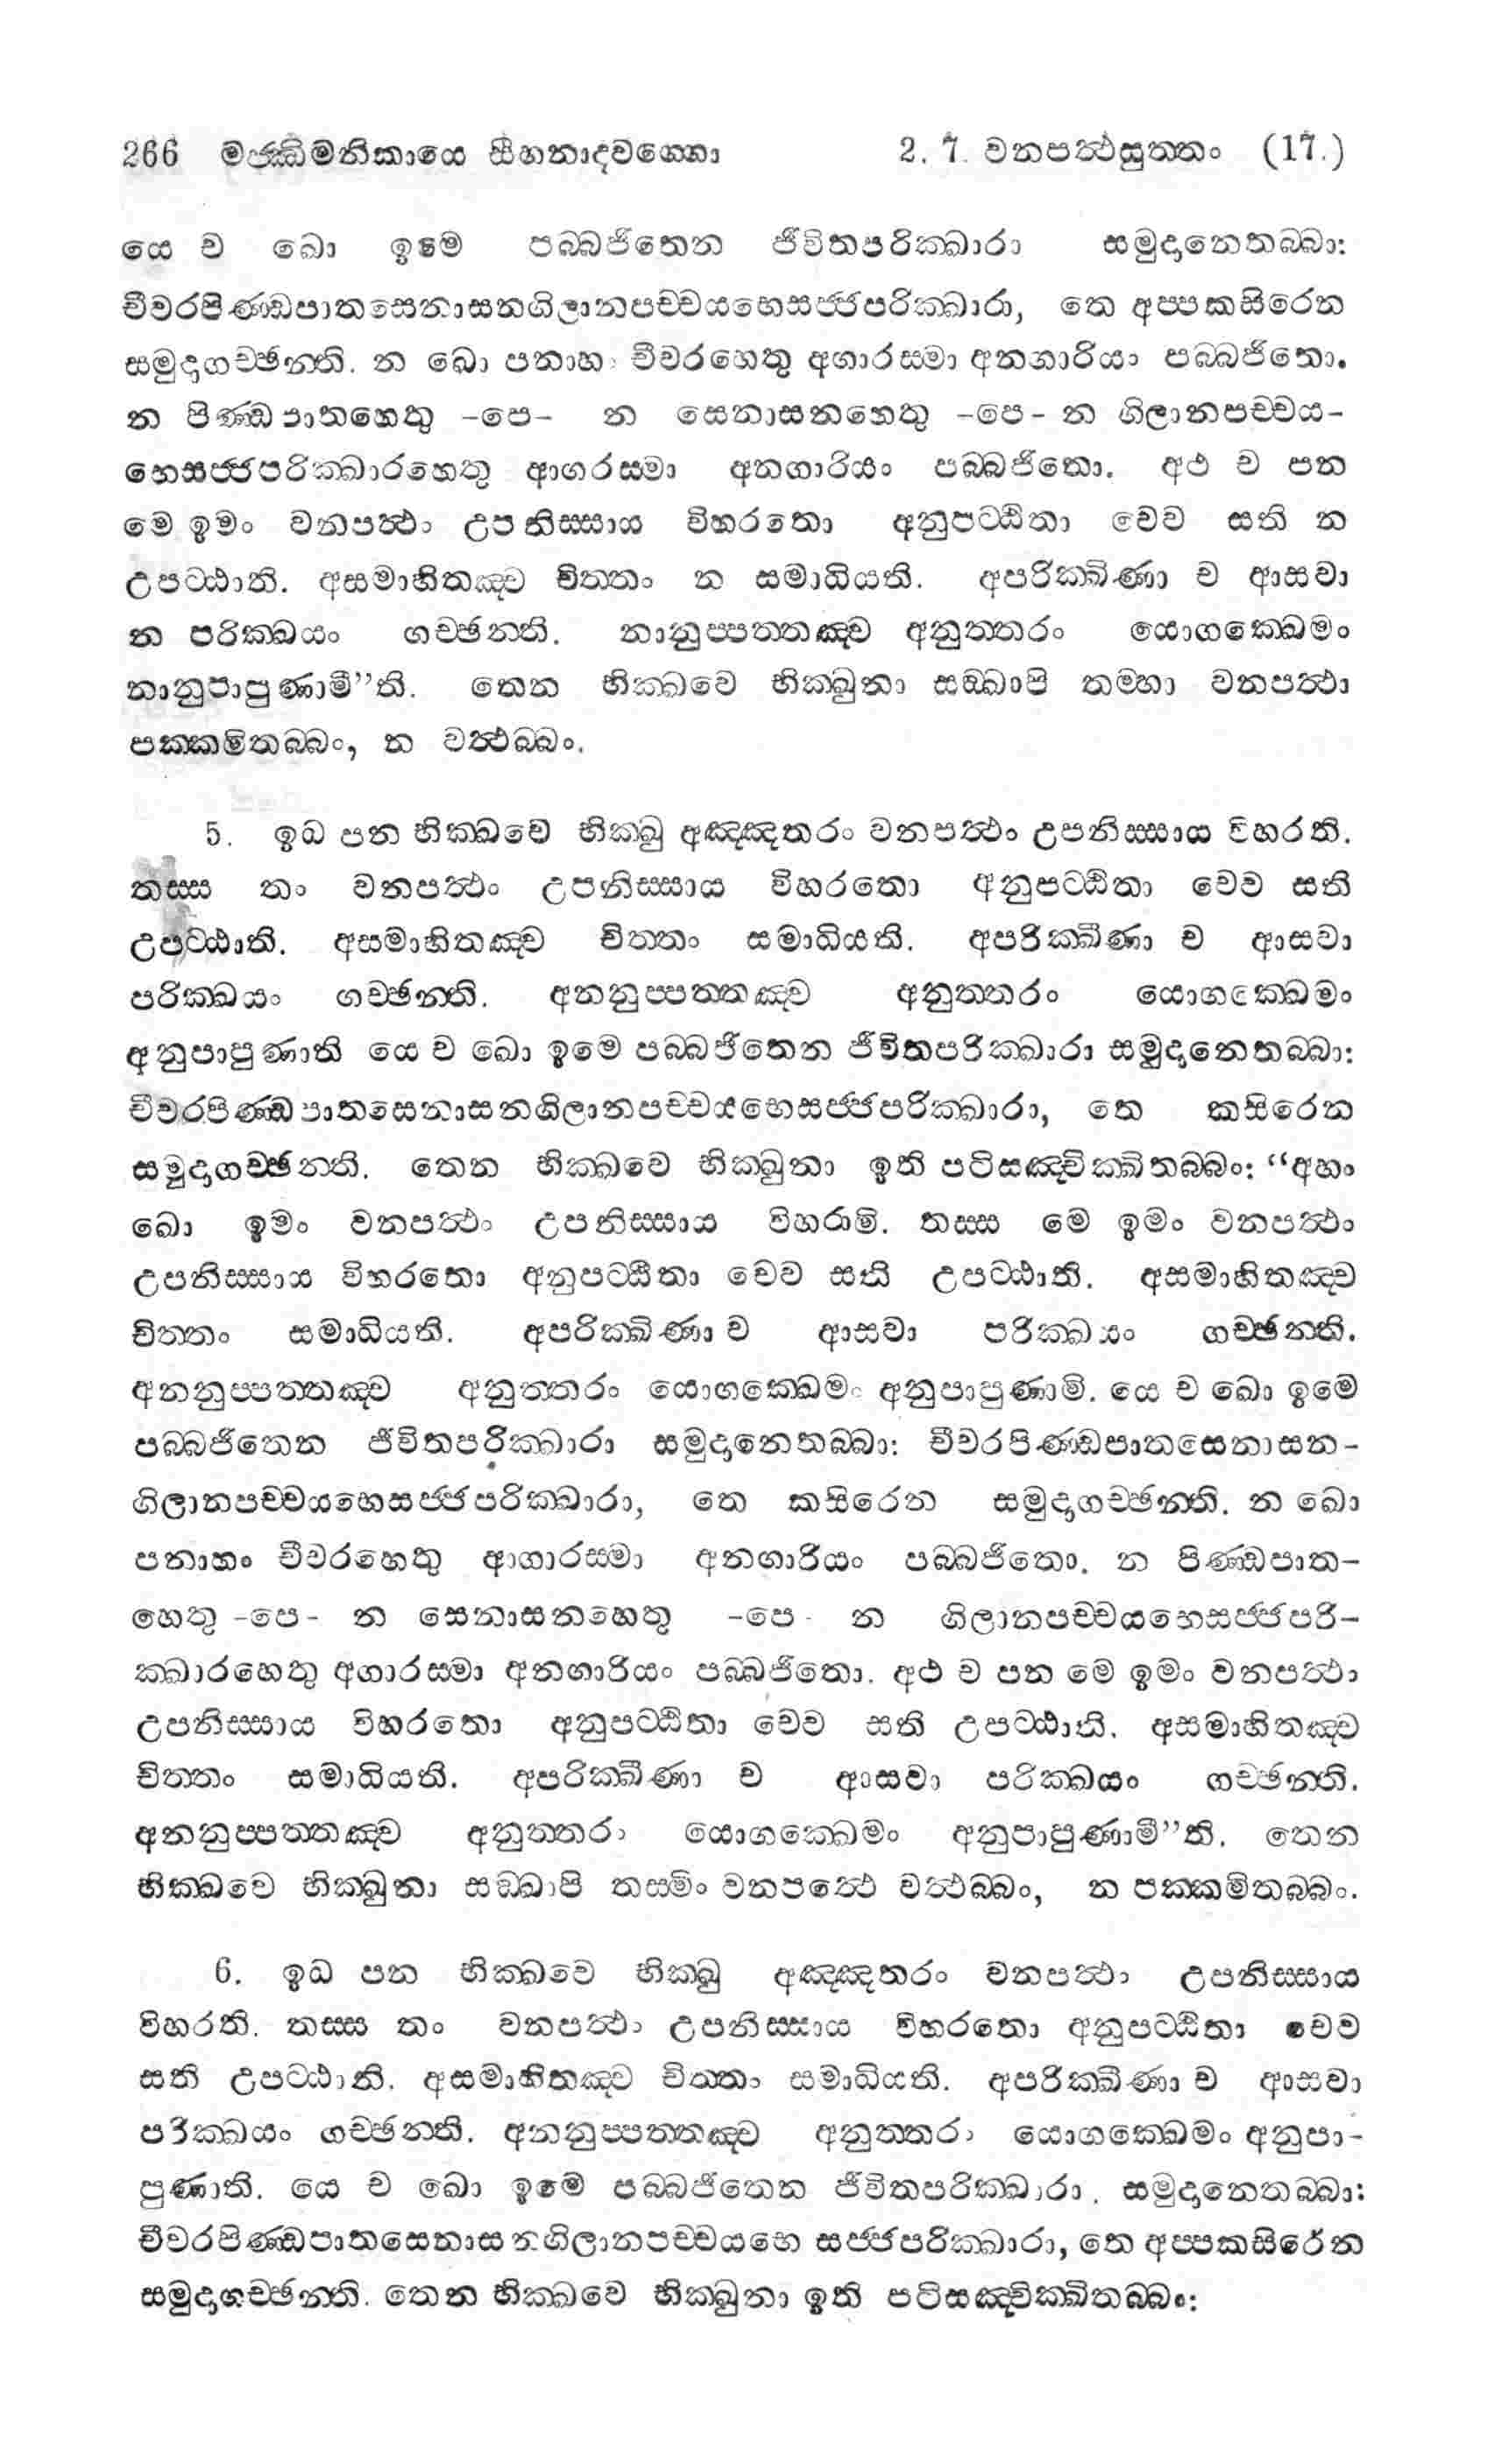 266 මජ්ඣිමනිකායෙ සීහනාදවග්ගො 2. 7. වනපත්ථසුත්තං (17.)
යෙ ච ඛො ඉමෙ පබ්බජිතෙන ජීවිතපරික්ඛාරා සමුදානෙතබ්බා:
චීවරපිණ්ඩපාතසෙනාසනගිලානපච්චයභෙසජ්ජපරික්ඛාරා, තෙ අප්පකසිරෙන
සමුදාගච්ඡන්ති. න ඛො පනාහං චීවරහෙතු අගාරස්මා අනගාරියං පබ්බජිතො.
න පිණ්ඩපාතහෙතු -පෙ- න සෙනාසනහෙතු -පෙ- න ගිලානපච්චය-
භෙසජ්ජපරික්ඛාරහෙතු ආගරස්මා අනගාරියං පබ්බජිතො. අථ ච පන
මෙ ඉමං වනපත්ථං උපනිස්සාය විහරතො අනුපට්ඨිතා චෙව සති න
උපට්ඨාති. අසමාහිතඤ්ච චිත්තං න සමාධියති. අපරික්ඛිණා ච ආසවා
න පරික්ඛයං ගච්ඡන්ති. නානුප්පත්තඤ්ච අනුත්තරං යොගක්ඛෙමං
නානුපාපුණාමී”ති. තෙන භික්ඛවෙ භික්ඛුනා සඞ්ඛාපි තම්හා වනපත්ථා
පක්කමිතබ්බං, න වත්ථබ්බං.
5. ඉධ පන භික්ඛවෙ භික්ඛු අඤ්ඤතරං වනපත්ථං උපනිස්සාය විහරති.
තස්ස තං වනපත්ථං උපනිස්සාය විහරතො අනුපට්ඨිතා චෙව සති
උපට්ඨාති. අසමාහිතඤ්ච චිත්තං සමාධියති. අපරික්ඛීණා ච ආසවා
පරික්ඛයං ගච්ඡන්ති. අනනුප්පත්තඤ්ච අනුත්තරං යොගක්ඛෙමං
අනුපාපුණාති යෙ ච ඛො ඉමෙ පබ්බජිතෙන ජීවිතපරික්ඛාරා සමුදානෙතබ්බා:
චීවරපිණ්ඩපාතසෙනාසනගිලානපච්චයභෙසජ්ජපරික්ඛාරා, තෙ කසිරෙන
සමුදාගච්ඡන්ති. තෙන භික්ඛවෙ භික්ඛුනා ඉති පටිසඤ්චික්ඛිතබ්බං: “අහං
ඛො ඉමං වනපත්ථං උපනිස්සාය විහරාමි. තස්ස මෙ ඉමං වනපත්ථං
උපනිස්සාය විහරතො අනුපට්ඨිතා චෙව සති උපට්ඨාති. අසමාහිතඤ්ච
චිත්තං සමාධියති. අපරික්ඛිණා ච ආසවා පරික්ඛයං ගච්ඡන්ති.
අනනුප්පත්තඤ්ච අනුත්තරං යොගක්ඛෙමං අනුපාපුණාමි. යෙ ච ඛො ඉමෙ
පබ්බජිතෙන ජීවිතපරික්ඛාරා සමුදානෙතබ්බා: චීවරපිණ්ඩපාතසෙනාසන-
ගිලානපච්චයභෙසජ්ජපරික්ඛාරා, තෙ කසිරෙන සමුදාගච්ඡන්ති. න ඛො
පනාහං චීවරහෙතු ආගාරස්මා අනගාරියං පබ්බජිතො. න පිණ්ඩපාත-
හෙතු -පෙ- න සෙනාසනහෙතු -පෙ- න ගිලානපච්චයභෙසජ්ජපරි-
ක්ඛාරහෙතු අගාරස්මා අනගාරියං පබ්බජිතො. අථ ච පන මෙ ඉමං වනපත්ථං
උපනිස්සාය විහරතො අනුපට්ඨිතා චෙව සති උපට්ඨාති. අසමාහිතඤ්ච
චිත්තං සමාධියති. අපරික්ඛීණා ච ආසවා පරික්ඛයං ගච්ඡන්ති.
අනනුප්පත්තඤ්ච අනුත්තරං යොගක්ඛෙමං අනුපාපුණාමී”ති. තෙන
භික්ඛවෙ භික්ඛුනා සඞ්ඛාපි තස්මිං වනපත්ථෙ වත්ථබ්බං, න පක්කමිතබ්බං.
6. ඉධ පන භික්ඛවෙ භික්ඛු අඤ්ඤතරං වනපත්ථං උපනිස්සාය
විහරති. තස්ස තං වනපත්ථං උපනිස්සාය විහරතො අනුපට්ඨිතා චෙව
සති උපට්ඨාති. අසමාහිතඤ්ච චිත්තං සමාධියති. අපරික්ඛීණා ච ආසවා
පරික්ඛයං ගච්ඡන්ති. අනනුප්පත්තඤ්ච අනුත්තරං යොගක්ඛෙමං අනුපා-
පුණාති. යෙ ච ඛො ඉමෙ පබ්බජිතෙන ජීවිතපරික්ඛාරා. සමුදානෙතබ්බා:
චීවරපිණ්ඩපාතසෙනාසනගිලානපච්චයභෙසජ්ජපරික්ඛාරා, තෙ අප්පකසිරෙන
සමුදාගච්ඡන්ති. තෙන භික්ඛවෙ භික්ඛුනා ඉති පටිසඤ්චික්ඛිතබ්බං: